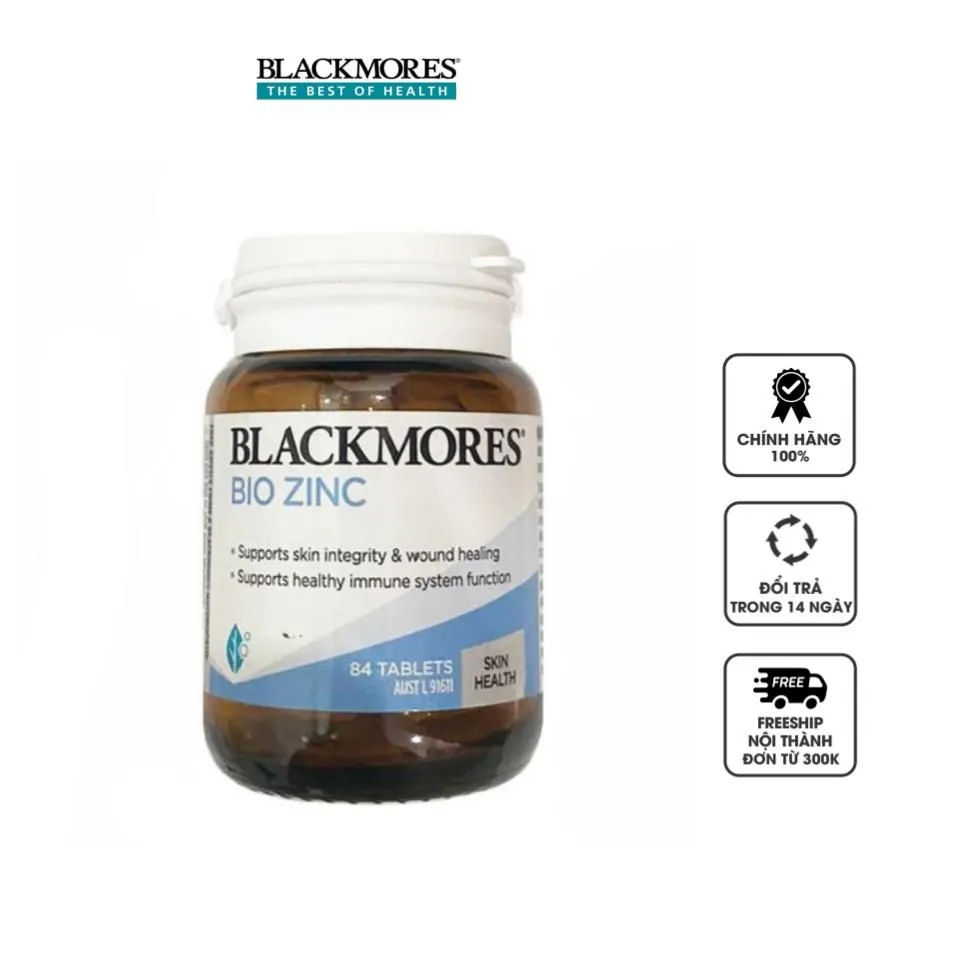 BLACKMORES®
THE BEST OF HEALTH
BLACKMORES®
BIO ZINC
• Supports skin integrity & wound healing
• Supports healthy immune system function
84 TABLETS
AUST L 91611
SKIN
HEALTH
CHÍNH HÃNG
100%
ĐỔI TRẢ
TRONG 14 NGÀY
FREE
FREESHIP
NỘI THÀNH
ĐƠN TỪ 300K